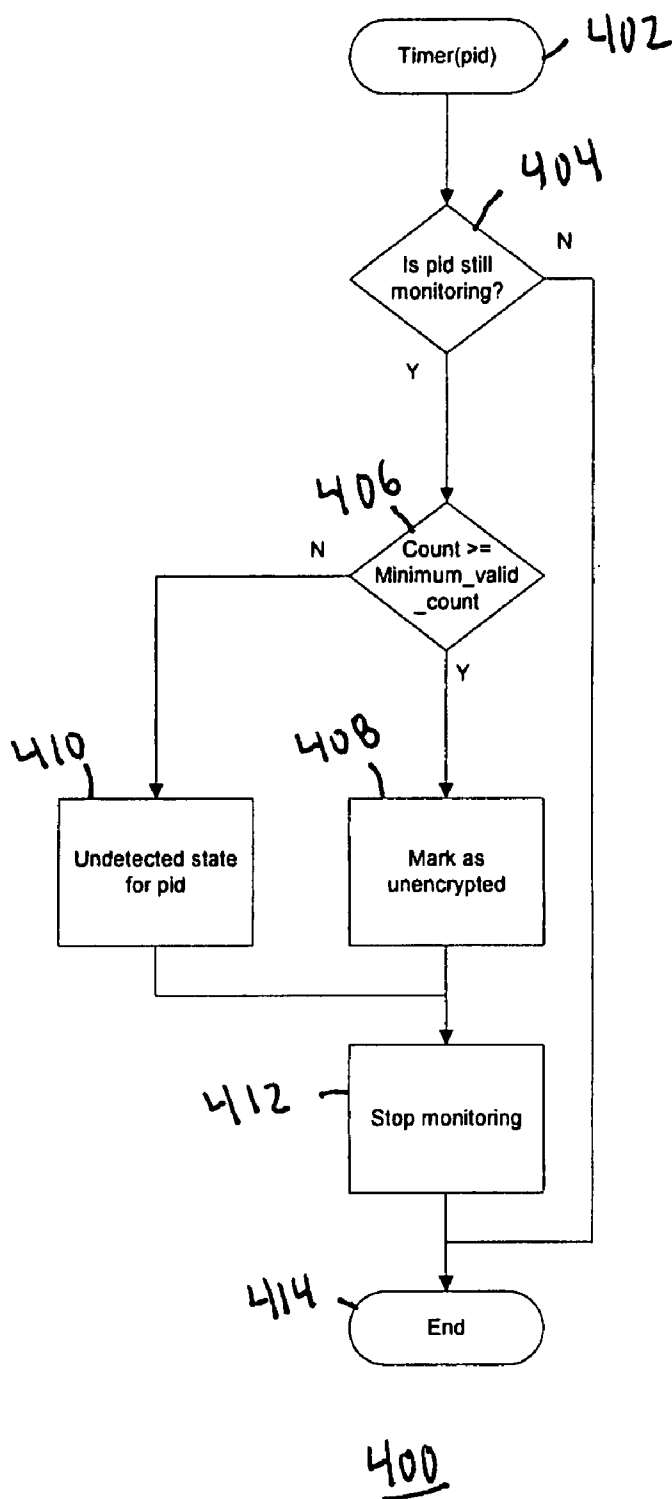 Timer(pid)
402
404
Is pid still
monitoring?
N
Y
406
Count >=
Minimum_valid
_count
N
Y
410
408
Undetected state
for pid
Mark as
unencrypted
412
Stop monitoring
414
End
400